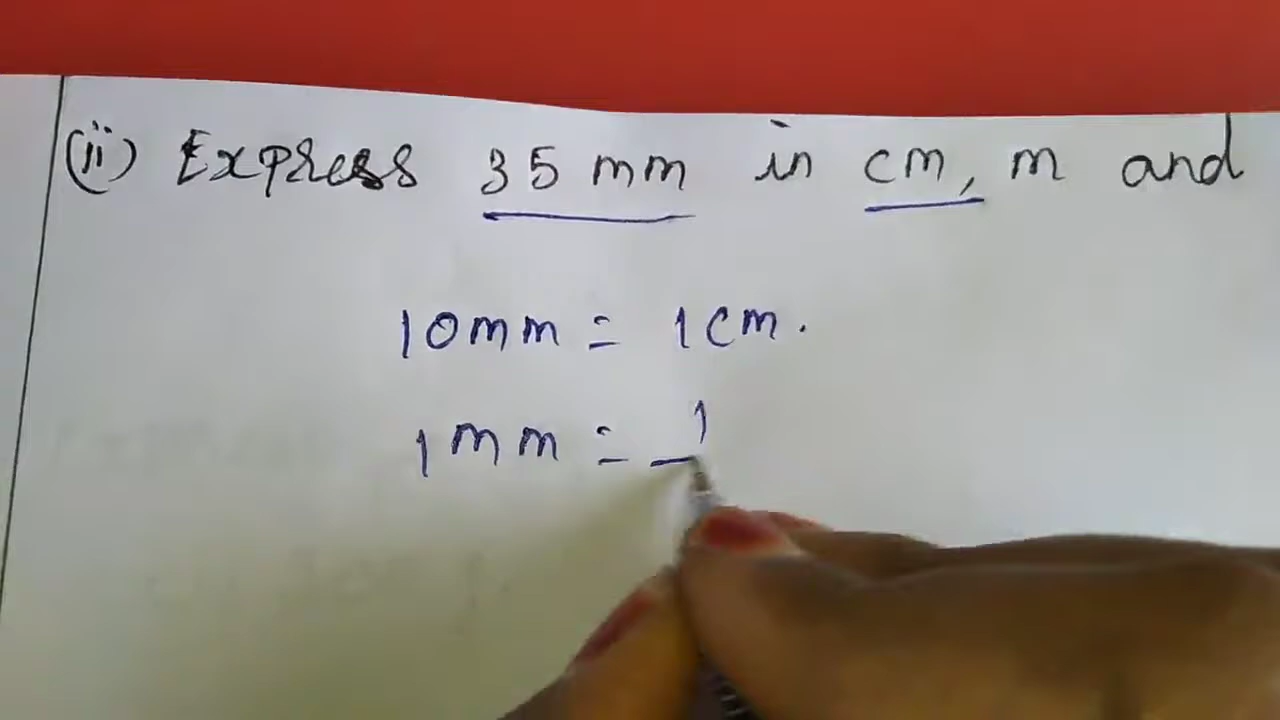 (ii) Express 35 mm in cm, m and
10mm = 1cm.
1mm = 1